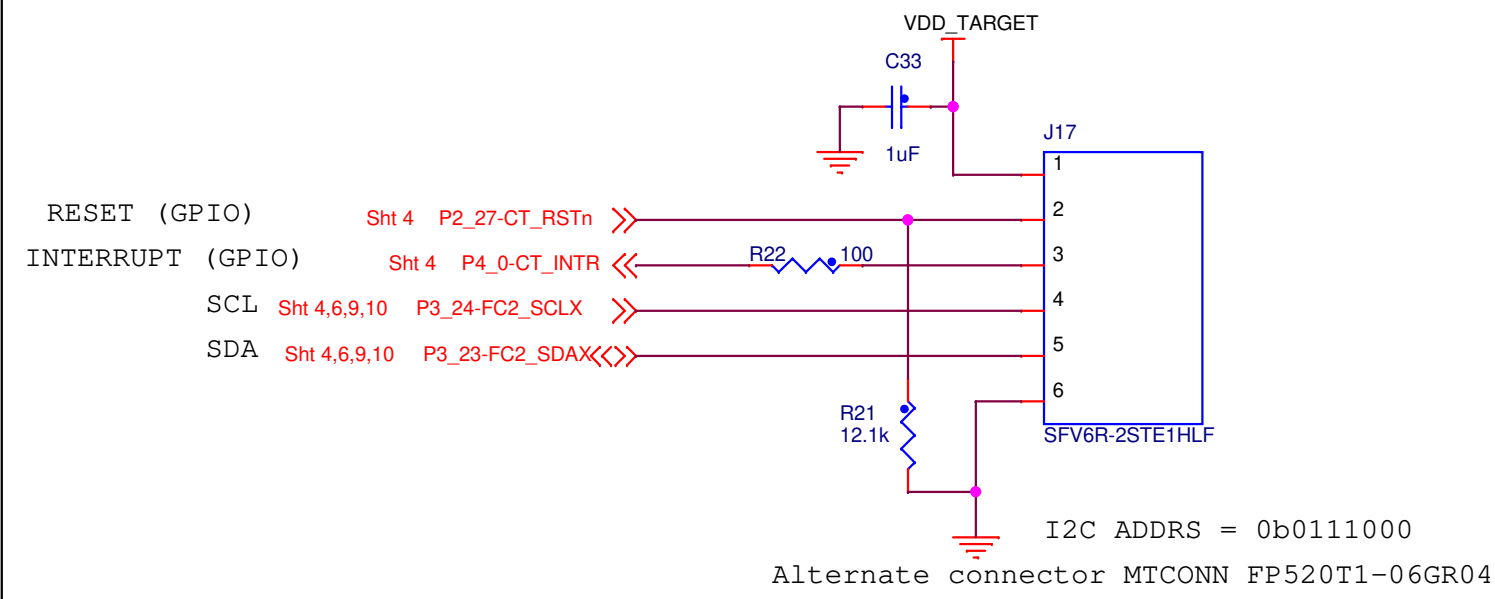 VDD_TARGET
C33
1uF
J17
1
RESET (GPIO) Sht 4 P2_27-CT_RSTn 2
INTERRUPT (GPIO) Sht 4 P4_0-CT_INTR R22 100 3
SCL Sht 4,6,9,10 P3_24-FC2_SCLX 4
SDA Sht 4,6,9,10 P3_23-FC2_SDAX 5
6
R21
12.1k
SFV6R-2STE1HLF
I2C ADDRS = 0b0111000
Alternate connector MTCONN FP520T1-06GR04